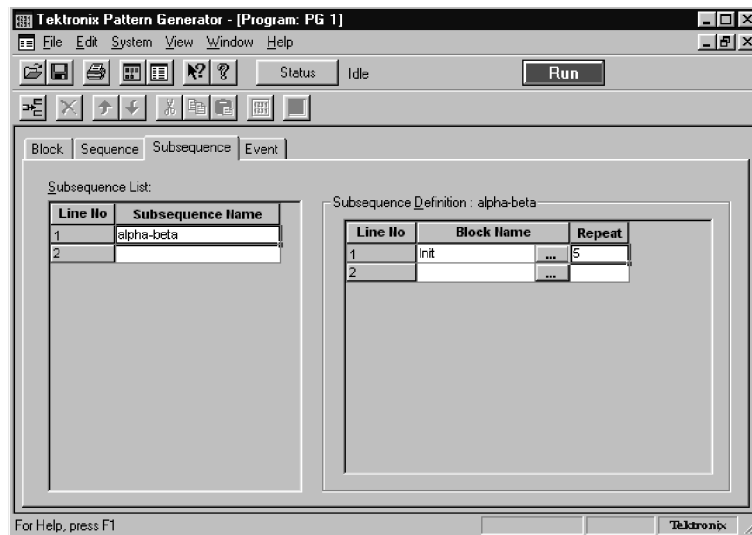 Tektronix Pattern Generator - [Program: PG 1]
File Edit System View Window Help
Status Idle Run
Block Sequence Subsequence Event
Subsequence List:
Line No Subsequence Name
1 alpha-beta
2
Subsequence Definition : alpha-beta
Line No Block Name Repeat
1 Init ... 5
2 ...
For Help, press F1
Tektronix